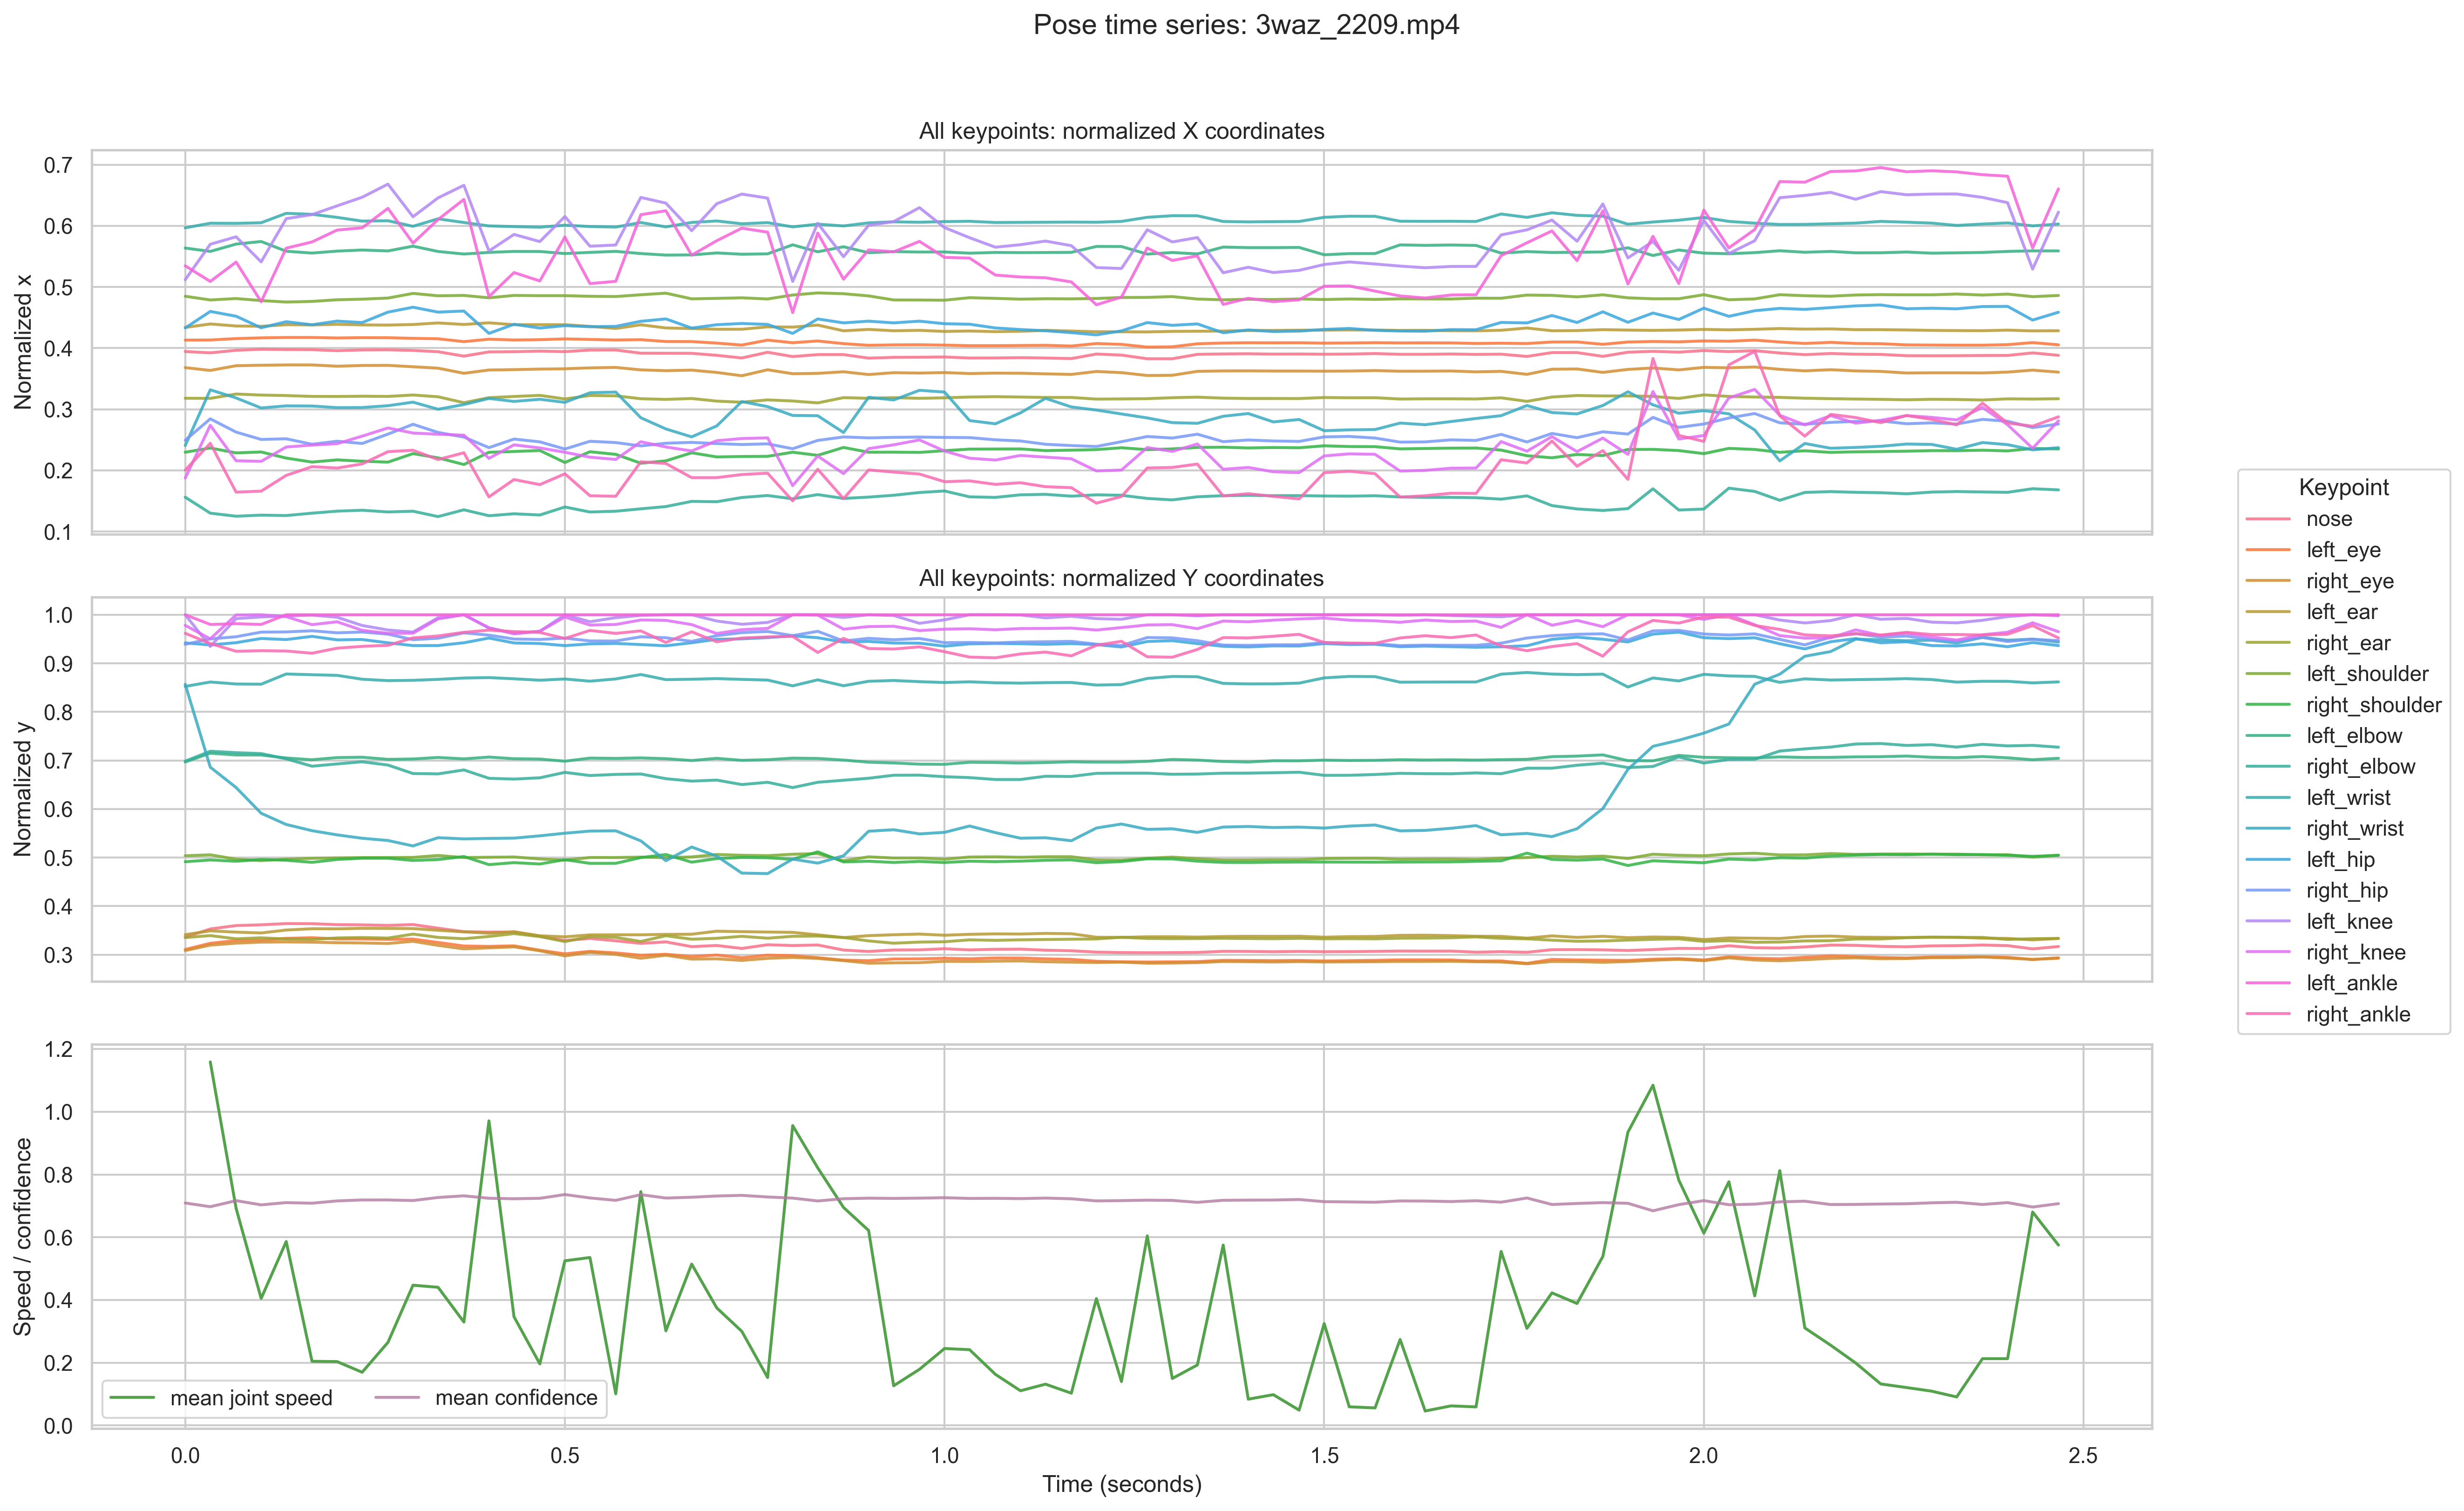 Pose time series: 3waz_2209.mp4
All keypoints: normalized X coordinates
Normalized x
0.7
0.6
0.5
0.4
0.3
0.2
0.1
All keypoints: normalized Y coordinates
Normalized y
1.0
0.9
0.8
0.7
0.6
0.5
0.4
0.3
Keypoint
nose
left_eye
right_eye
left_ear
right_ear
left_shoulder
right_shoulder
left_elbow
right_elbow
left_wrist
right_wrist
left_hip
right_hip
left_knee
right_knee
left_ankle
right_ankle
Speed / confidence
1.2
1.0
0.8
0.6
0.4
0.2
0.0
mean joint speed mean confidence
0.0 0.5 1.0 1.5 2.0 2.5
Time (seconds)